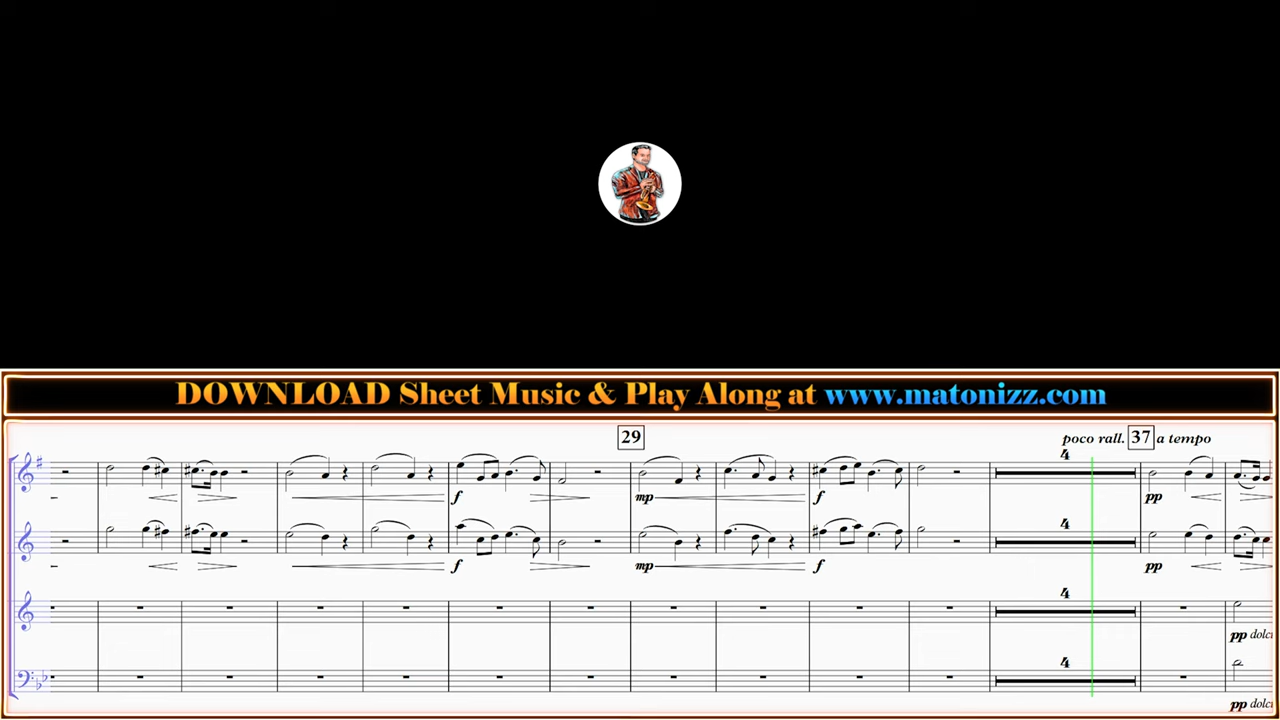 DOWNLOAD Sheet Music & Play Along at www.matonizz.com
29
poco rall. 37 a tempo
4
f mp f pp
4
f mp f pp
4
pp dolc
4
pp dolc